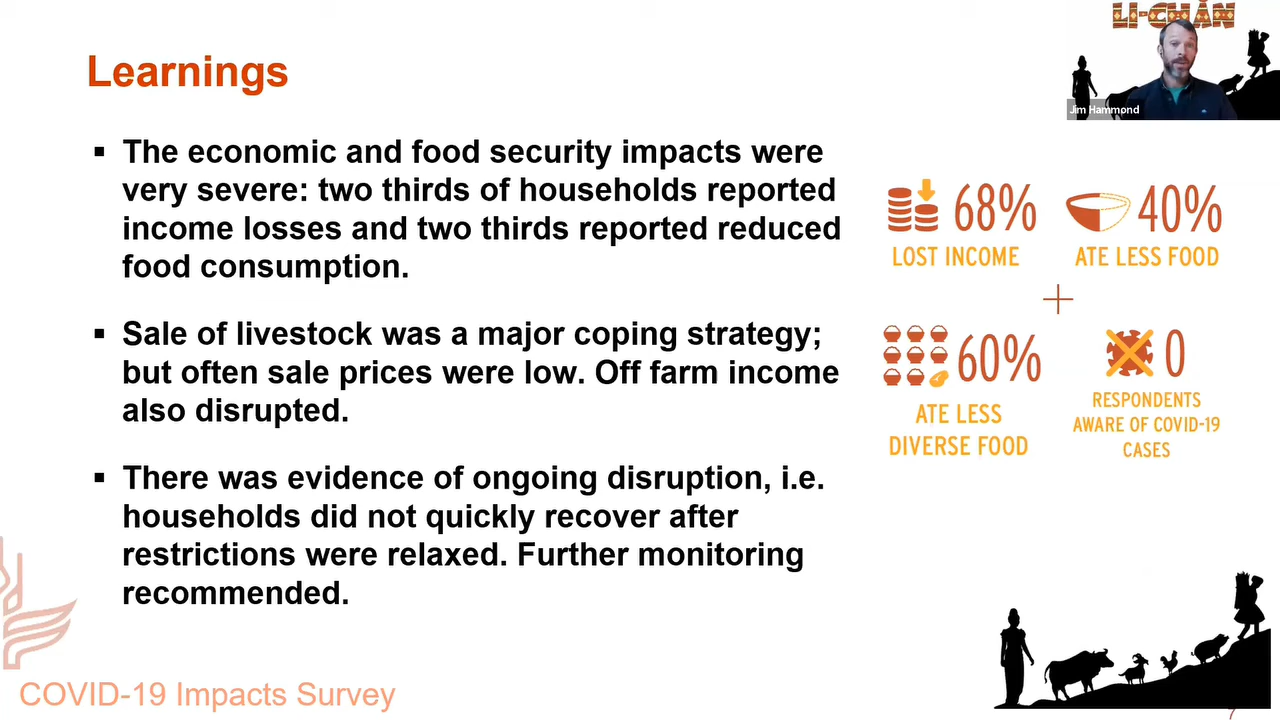 LI-CHĂN
Jim Hammond
Learnings
▪ The economic and food security impacts were
very severe: two thirds of households reported
income losses and two thirds reported reduced
food consumption.
▪ Sale of livestock was a major coping strategy;
but often sale prices were low. Off farm income
also disrupted.
▪ There was evidence of ongoing disruption, i.e.
households did not quickly recover after
restrictions were relaxed. Further monitoring
recommended.
68%
LOST INCOME
40%
ATE LESS FOOD
+
60%
ATE LESS
DIVERSE FOOD
0
RESPONDENTS
AWARE OF COVID-19
CASES
COVID-19 Impacts Survey
7